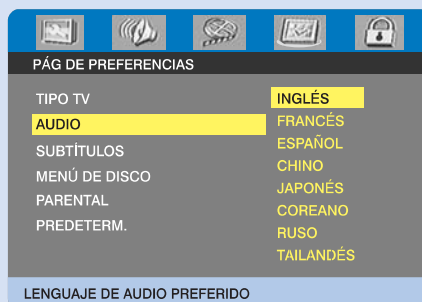 PÁG DE PREFERENCIAS
TIPO TV
AUDIO
SUBTÍTULOS
MENÚ DE DISCO
PARENTAL
PREDETERM.
INGLÉS
FRANCÉS
ESPAÑOL
CHINO
JAPONÉS
COREANO
RUSO
TAILANDÉS
LENGUAJE DE AUDIO PREFERIDO